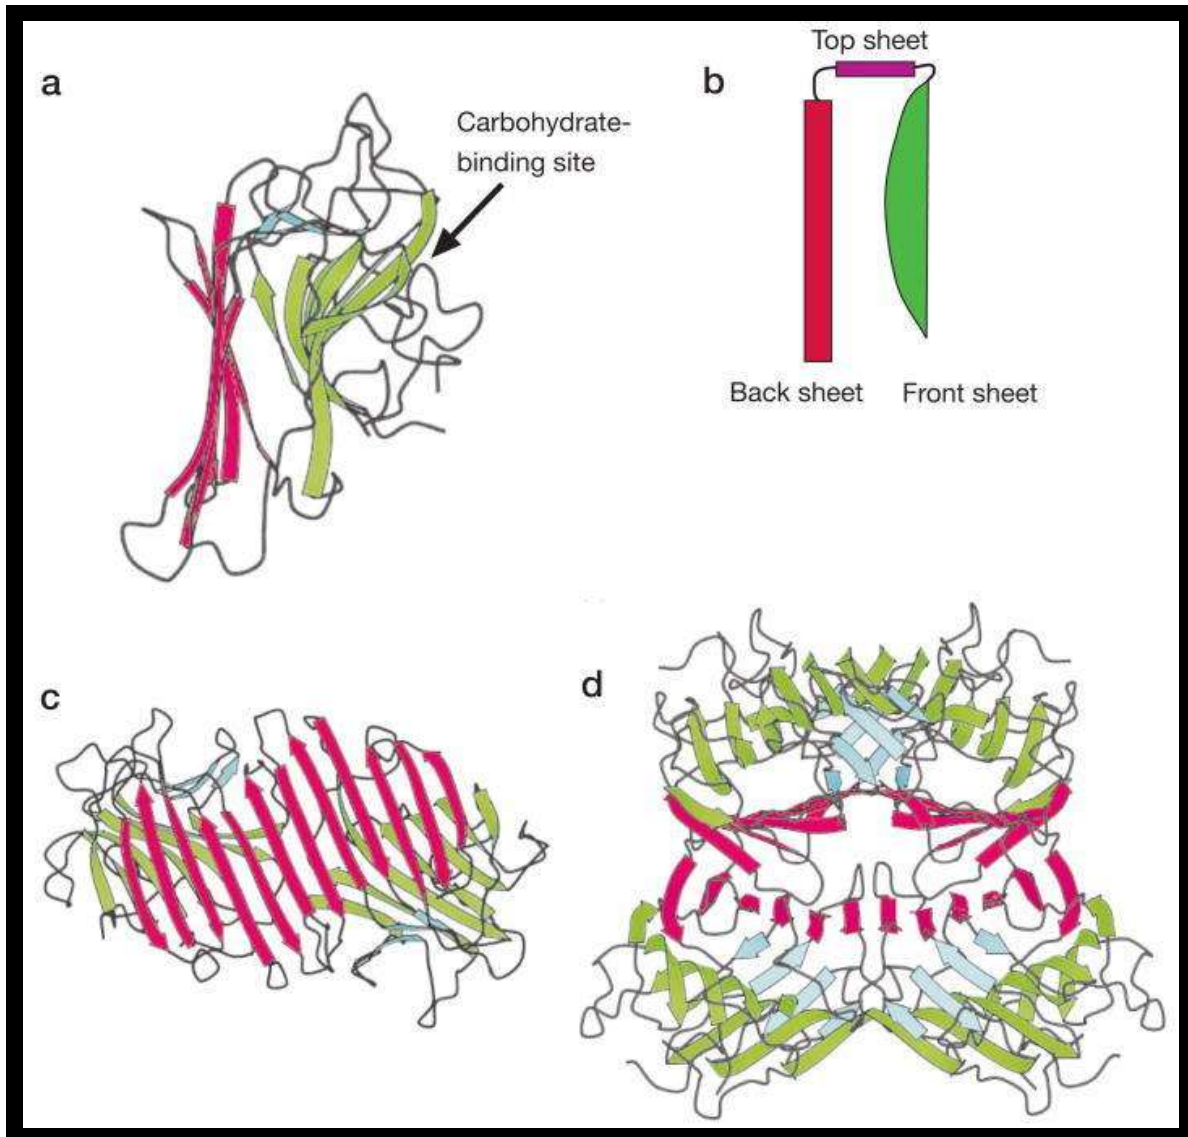 a
Carbohydrate-
binding site
b
Top sheet
Back sheet
Front sheet
c
d